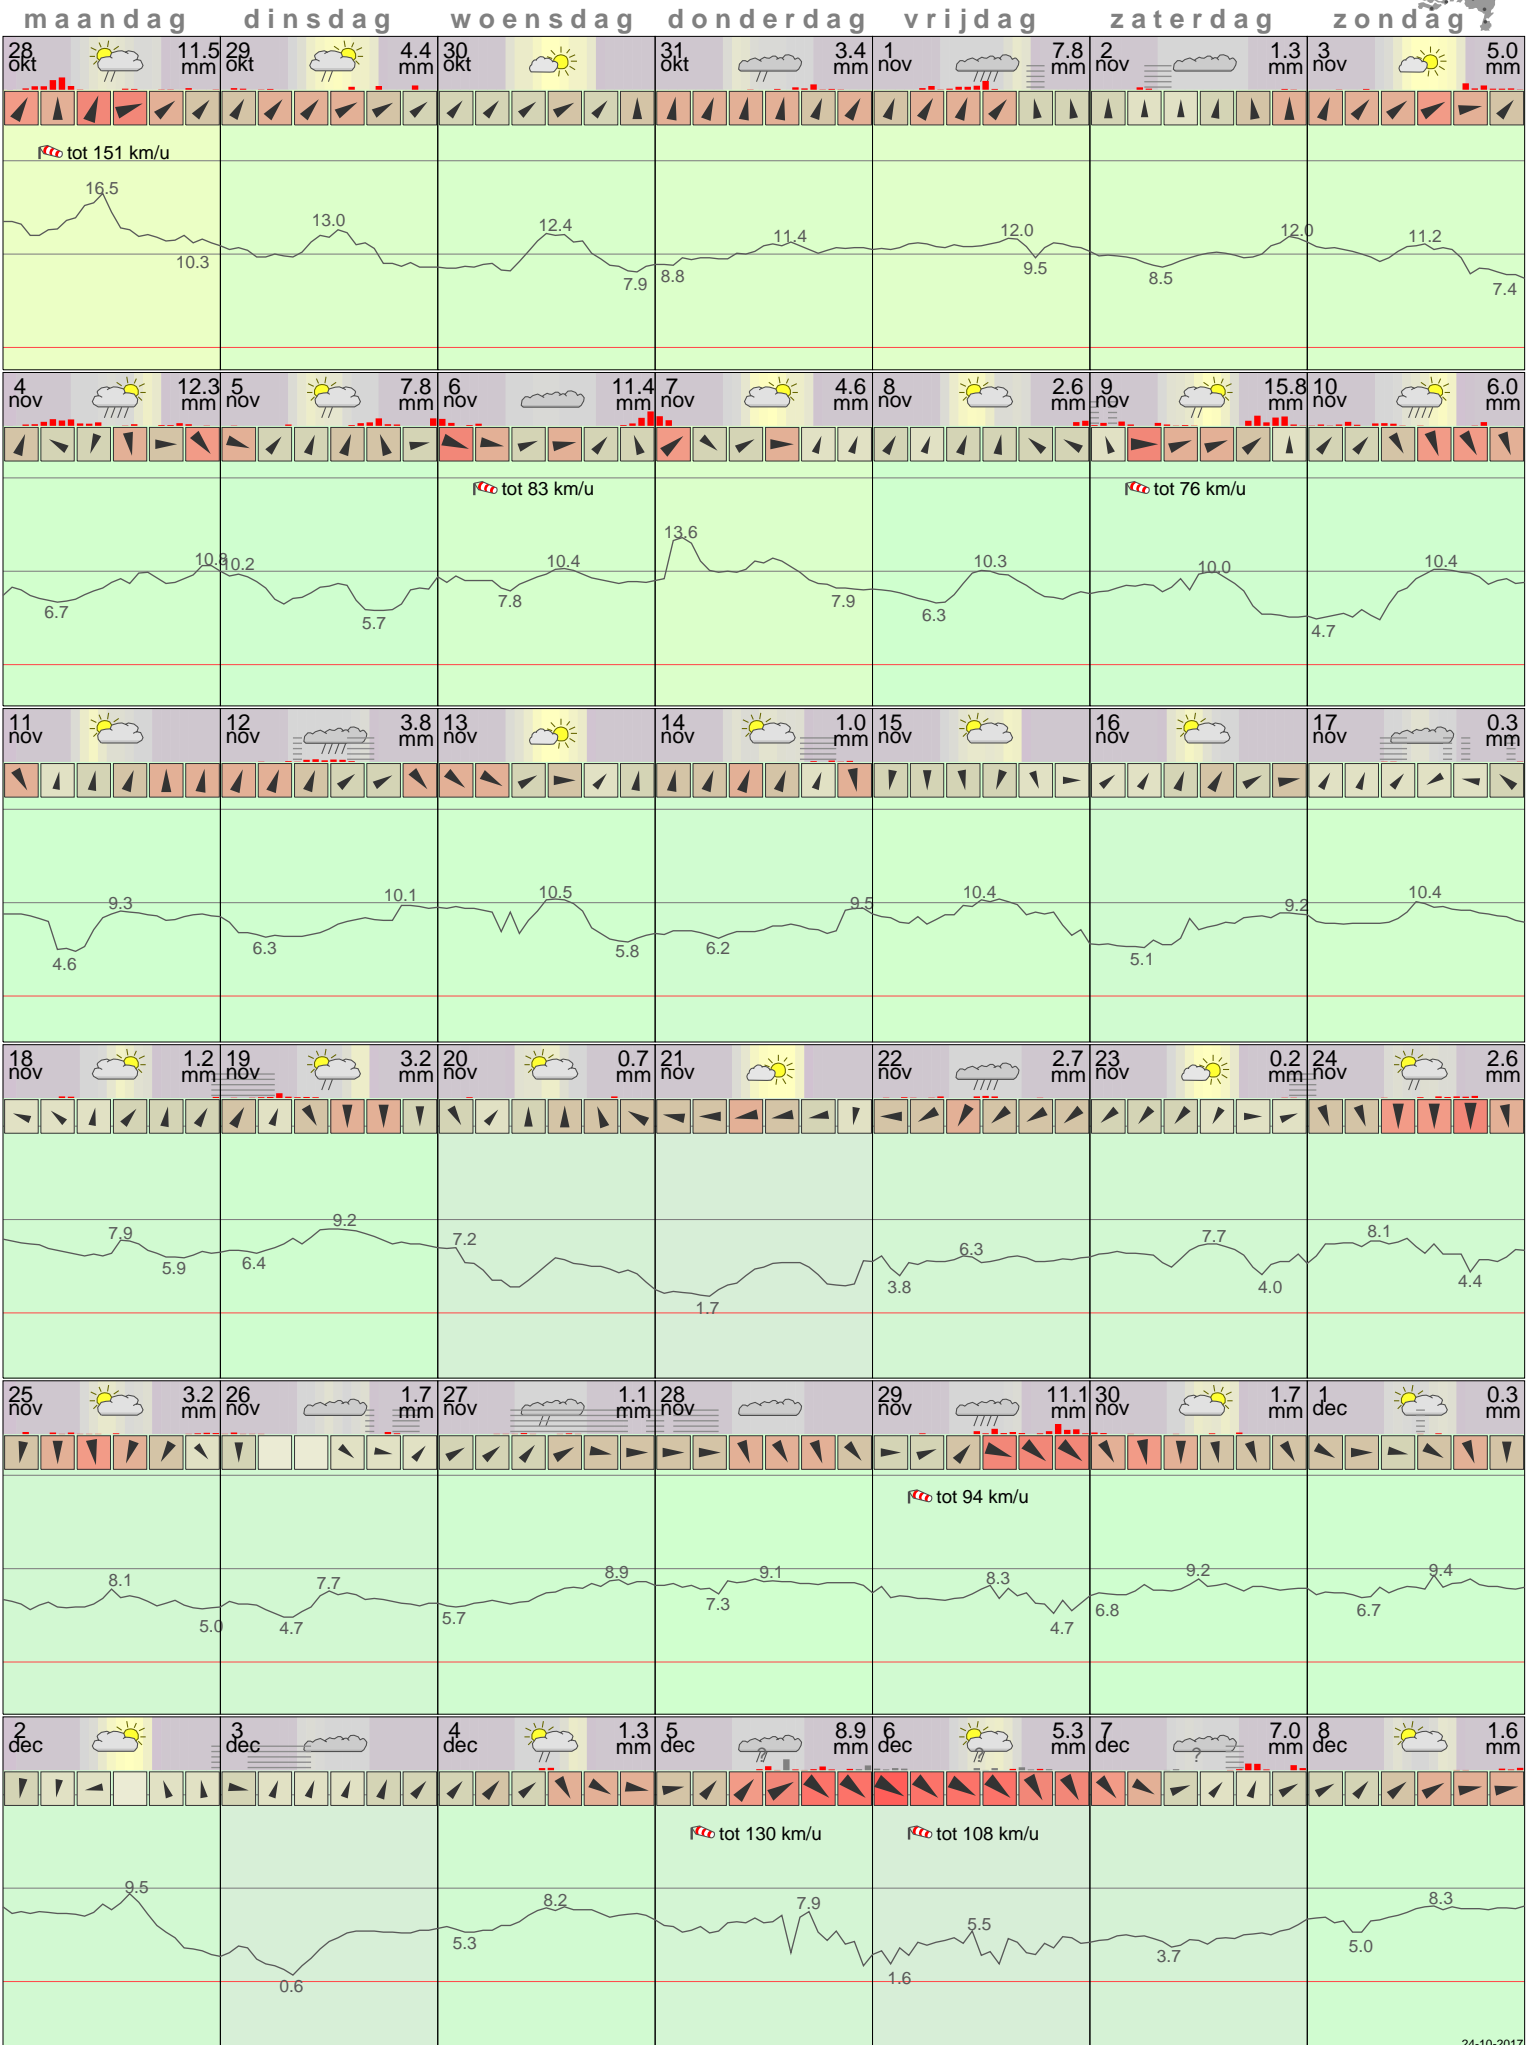 maandag dinsdag woensdag donderdag vrijdag zaterdag zondag
28 okt 11.5 mm 29 okt 4.4 mm 30 okt 31 okt 3.4 mm 1 nov 7.8 mm 2 nov 1.3 mm 3 nov 5.0 mm
tot 151 km/u
16.5 13.0 12.4 11.4 12.0 12.0 11.2
10.3 7.9 8.8 9.5 8.5 7.4
4 nov 12.3 mm 5 nov 7.8 mm 6 nov 11.4 mm 7 nov 4.6 mm 8 nov 2.6 mm 9 nov 15.8 mm 10 nov 6.0 mm
tot 83 km/u tot 76 km/u
10.8 10.2 10.4 13.6 10.3 10.0 10.4
6.7 5.7 7.8 7.9 6.3 4.7
11 nov 12 nov 3.8 mm 13 nov 14 nov 1.0 mm 15 nov 16 nov 17 nov 0.3 mm
9.3 10.1 10.5 9.5 10.4 9.2 10.4
4.6 6.3 5.8 6.2 5.1
18 nov 1.2 mm 19 nov 3.2 mm 20 nov 0.7 mm 21 nov 22 nov 2.7 mm 23 nov 0.2 mm 24 nov 2.6 mm
7.9 9.2 7.2 6.3 7.7 8.1
5.9 6.4 1.7 3.8 4.0 4.4
25 nov 3.2 mm 26 nov 1.7 mm 27 nov 1.1 mm 28 nov 29 nov 11.1 mm 30 nov 1.7 mm 1 dec 0.3 mm
tot 94 km/u
8.1 7.7 8.9 9.1 8.3 9.2 9.4
5.0 4.7 5.7 7.3 4.7 6.8 6.7
2 dec 3 dec 4 dec 1.3 mm 5 dec ? 8.9 mm 6 dec ? 5.3 mm 7 dec ? 7.0 mm 8 dec 1.6 mm
tot 130 km/u tot 108 km/u
9.5 8.2 7.9 5.5 8.3
0.6 5.3 1.6 3.7 5.0
24-10-2017